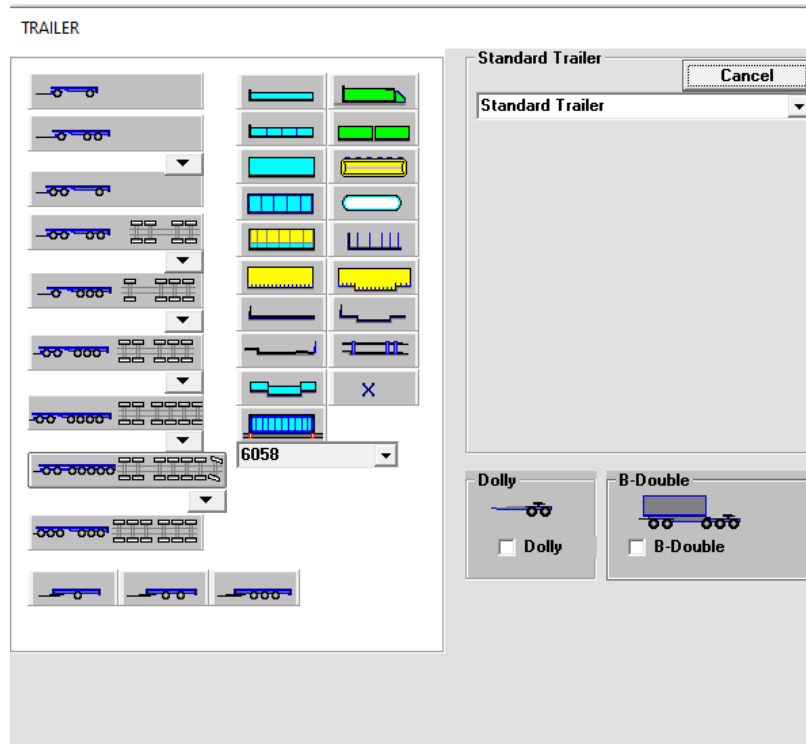 TRAILER
Standard Trailer
Cancel
Standard Trailer
X
6058
Dolly
B-Double
Dolly
B-Double